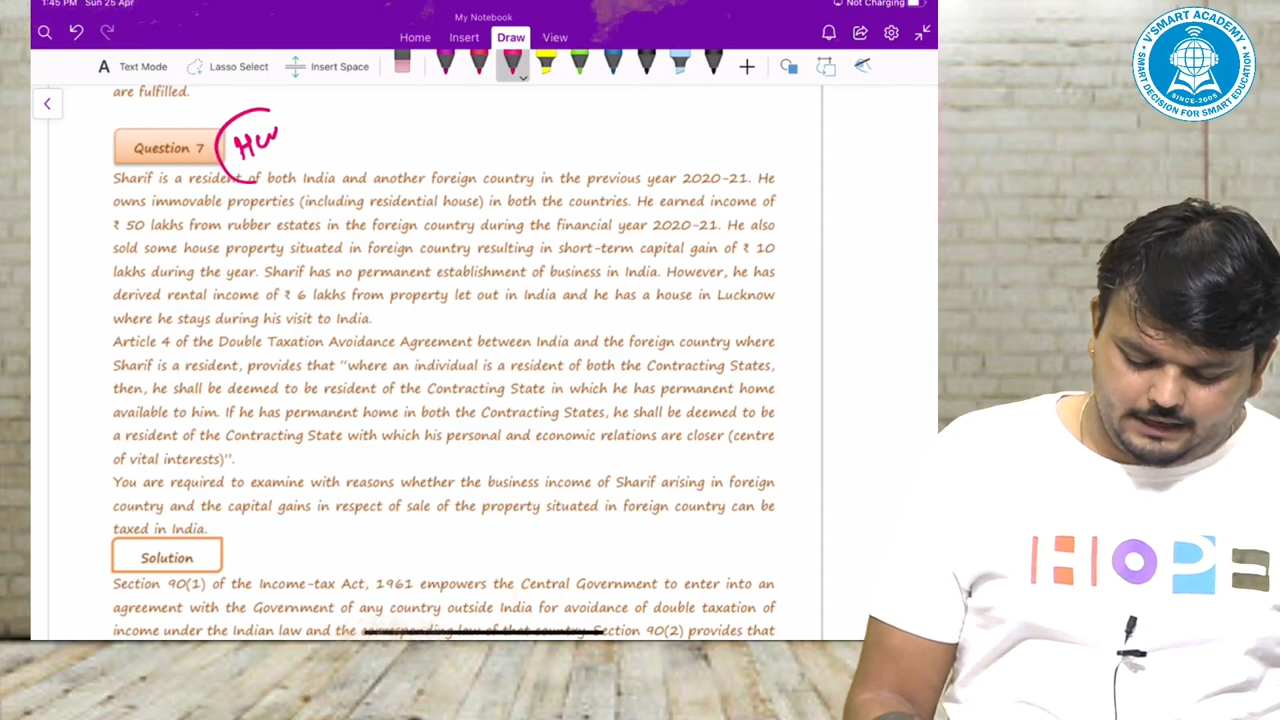 1:45 PM Sun 25 Apr
Not Charging
My Notebook
Home Insert Draw View
Text Mode Lasso Select Insert Space
are fulfilled.
Question 7
HW
Sharif is a resident of both India and another foreign country in the previous year 2020-21. He
owns immovable properties (including residential house) in both the countries. He earned income of
₹ 50 lakhs from rubber estates in the foreign country during the financial year 2020-21. He also
sold some house property situated in foreign country resulting in short-term capital gain of ₹ 10
lakhs during the year. Sharif has no permanent establishment of business in India. However, he has
derived rental income of ₹ 6 lakhs from property let out in India and he has a house in Lucknow
where he stays during his visit to India.
Article 4 of the Double Taxation Avoidance Agreement between India and the foreign country where
Sharif is a resident, provides that “where an individual is a resident of both the Contracting States,
then, he shall be deemed to be resident of the Contracting State in which he has permanent home
available to him. If he has permanent home in both the Contracting States, he shall be deemed to be
a resident of the Contracting State with which his personal and economic relations are closer (centre
of vital interests)”.
You are required to examine with reasons whether the business income of Sharif arising in foreign
country and the capital gains in respect of sale of the property situated in foreign country can be
taxed in India.
Solution
Section 90(1) of the Income-tax Act, 1961 empowers the Central Government to enter into an
agreement with the Government of any country outside India for avoidance of double taxation of
income under the Indian law and the corresponding law of that country. Section 90(2) provides that
V'SMART ACADEMY
SINCE-2005
SMART DECISION FOR SMART EDUCATION
HOPE